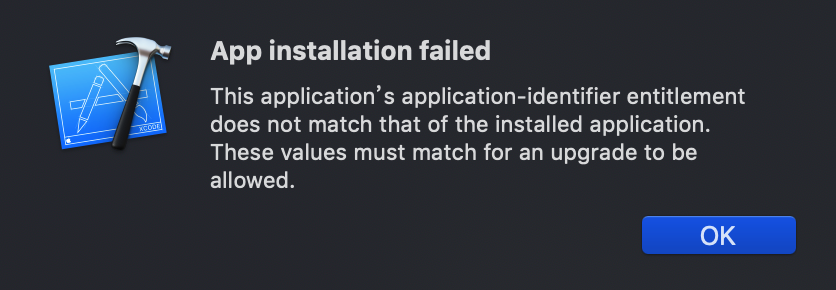 App installation failed
This application’s application-identifier entitlement
does not match that of the installed application.
These values must match for an upgrade to be
allowed.
XCODE
OK